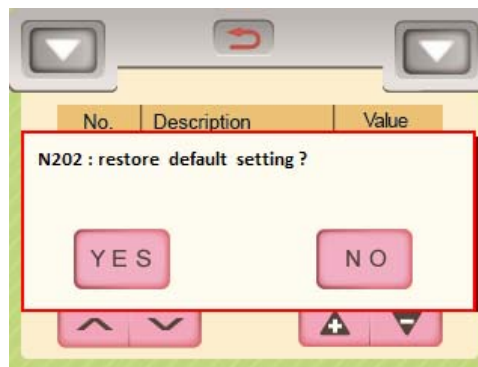 No. Description Value
N202 : restore default setting ?
YES NO